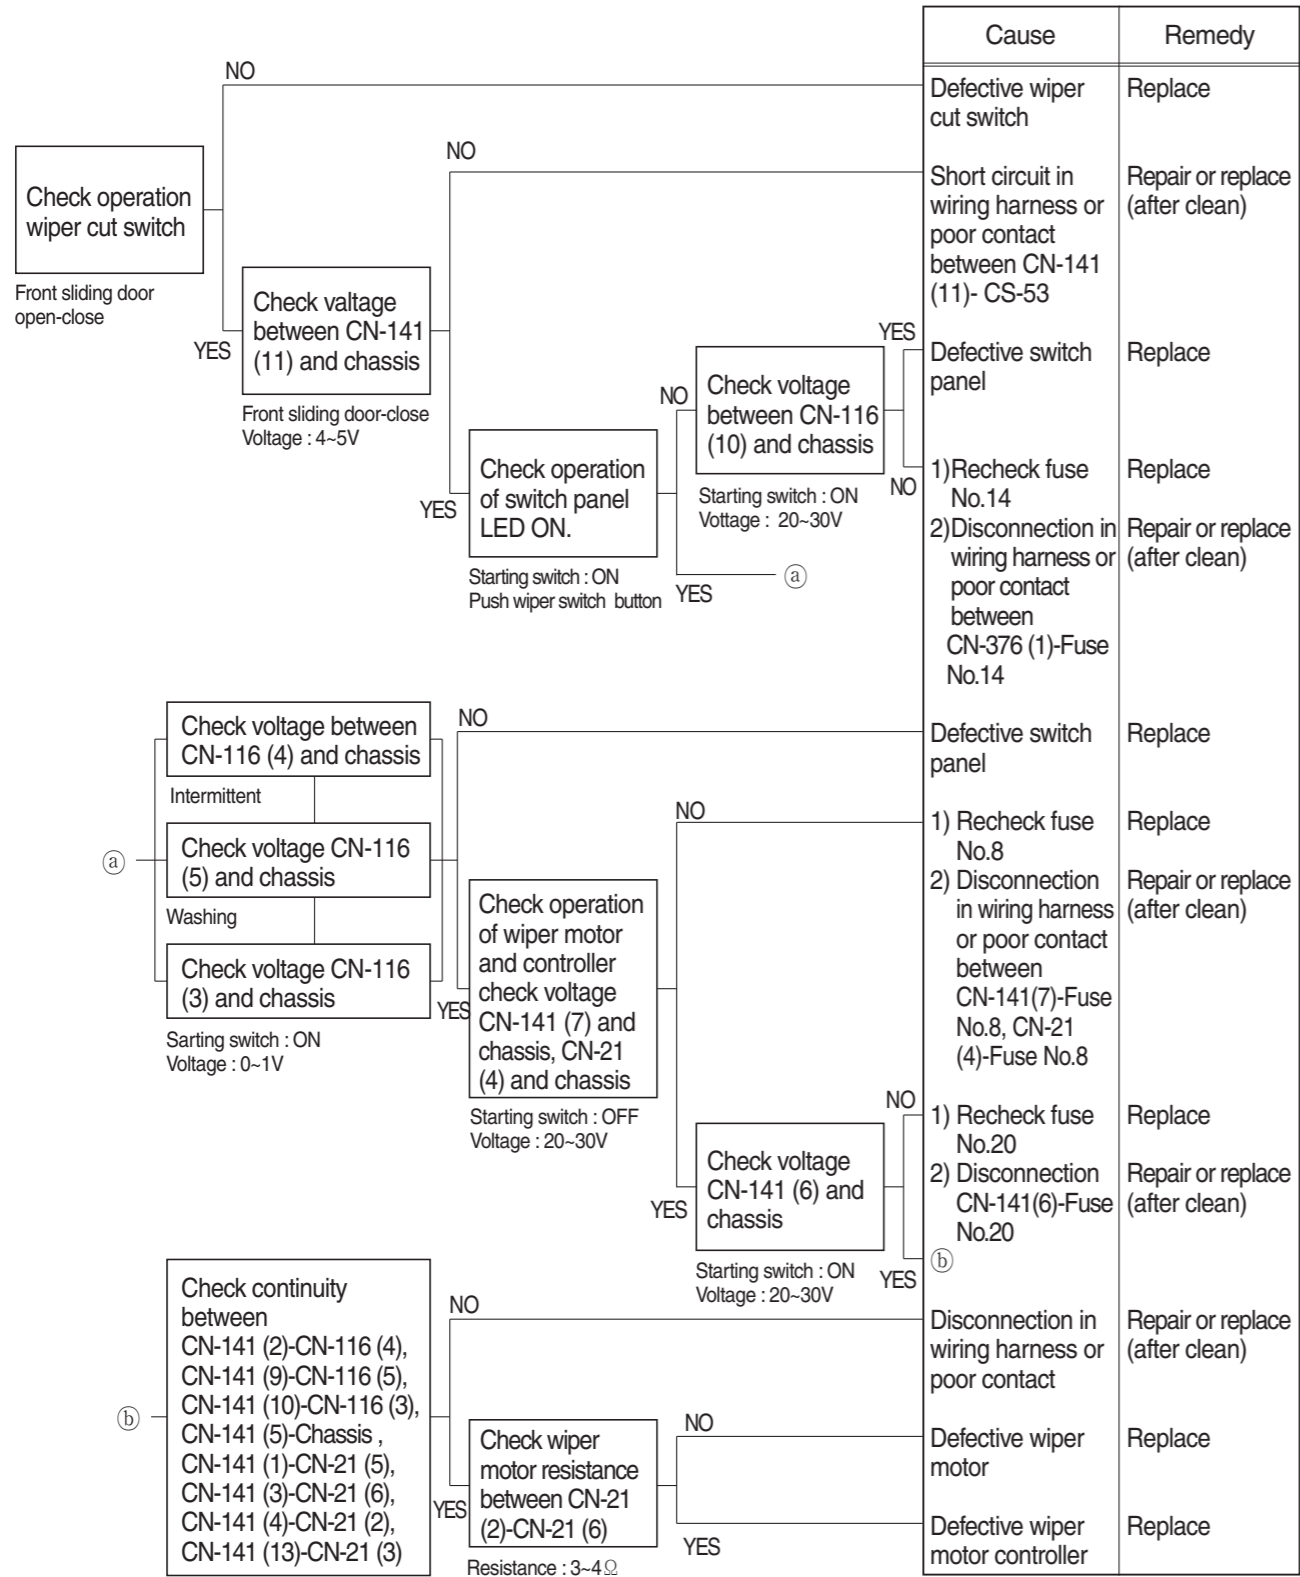 Cause
Remedy
NO
Defective wiper
cut switch
Replace
Check operation
wiper cut switch
Front sliding door
open-close
YES
NO
Short circuit in
wiring harness or
poor contact
between CN-141
(11)- CS-53
Repair or replace
(after clean)
Check valtage
between CN-141
(11) and chassis
Front sliding door-close
Voltage : 4~5V
YES
Check operation
of switch panel
LED ON.
Starting switch : ON
Push wiper switch button
NO
Check voltage
between CN-116
(10) and chassis
Starting switch : ON
Vottage : 20~30V
YES
Defective switch
panel
Replace
NO
1)Recheck fuse
No.14
Replace
2)Disconnection in
wiring harness or
poor contact
between
CN-376 (1)-Fuse
No.14
Repair or replace
(after clean)
YES
ⓐ
ⓐ
Check voltage between
CN-116 (4) and chassis
Intermittent
Check voltage CN-116
(5) and chassis
Washing
Check voltage CN-116
(3) and chassis
Sarting switch : ON
Voltage : 0~1V
NO
Defective switch
panel
Replace
YES
Check operation
of wiper motor
and controller
check voltage
CN-141 (7) and
chassis, CN-21
(4) and chassis
Starting switch : OFF
Voltage : 20~30V
NO
1) Recheck fuse
No.8
Replace
2) Disconnection
in wiring harness
or poor contact
between
CN-141(7)-Fuse
No.8, CN-21
(4)-Fuse No.8
Repair or replace
(after clean)
YES
Check voltage
CN-141 (6) and
chassis
Starting switch : ON
Voltage : 20~30V
NO
1) Recheck fuse
No.20
Replace
2) Disconnection
CN-141(6)-Fuse
No.20
Repair or replace
(after clean)
YES
ⓑ
ⓑ
Check continuity
between
CN-141 (2)-CN-116 (4),
CN-141 (9)-CN-116 (5),
CN-141 (10)-CN-116 (3),
CN-141 (5)-Chassis ,
CN-141 (1)-CN-21 (5),
CN-141 (3)-CN-21 (6),
CN-141 (4)-CN-21 (2),
CN-141 (13)-CN-21 (3)
NO
Disconnection in
wiring harness or
poor contact
Repair or replace
(after clean)
YES
Check wiper
motor resistance
between CN-21
(2)-CN-21 (6)
Resistance : 3~4Ω
NO
Defective wiper
motor
Replace
YES
Defective wiper
motor controller
Replace